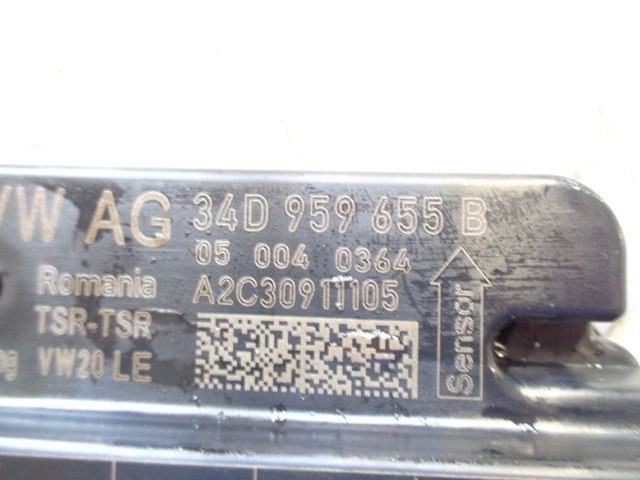 VW AG 34D 959 655 B
05 004 0364
Romania A2C30911105
TSR-TSR
VW20 LE
Sensor